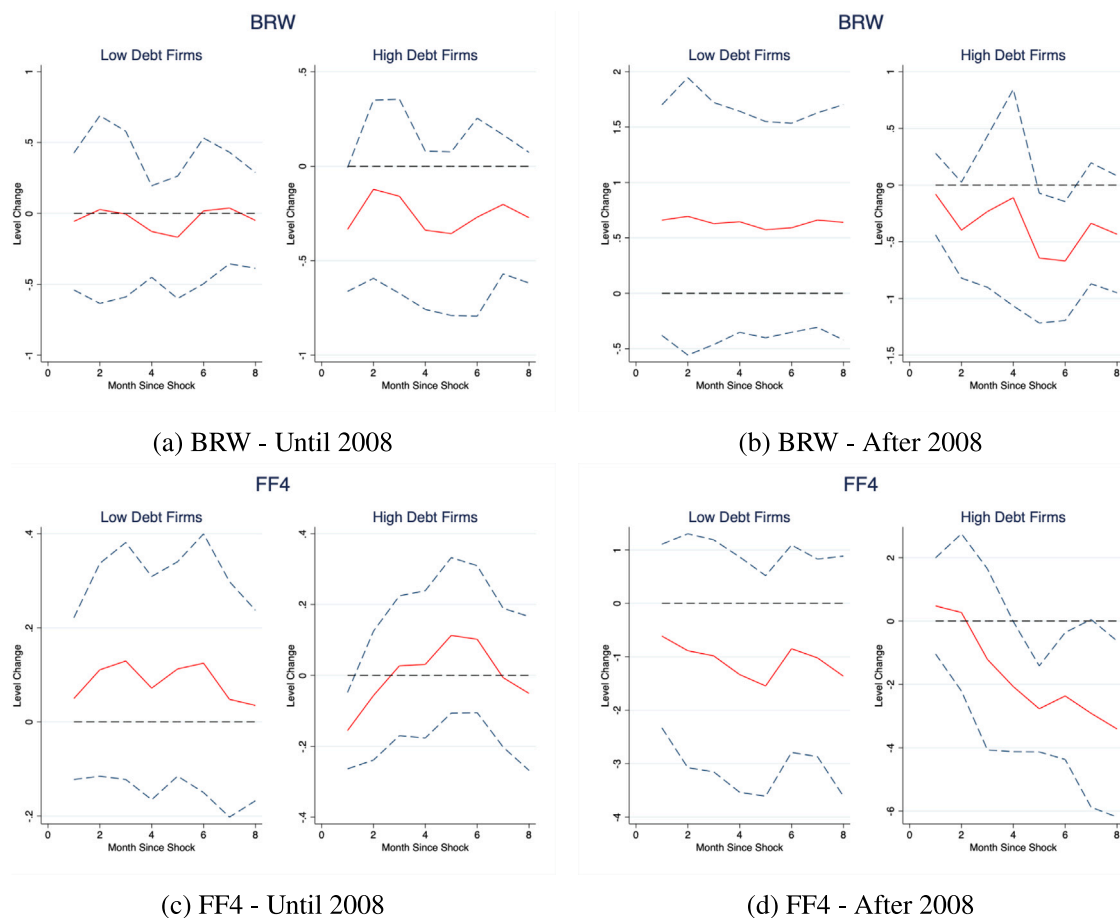 BRW
Low Debt Firms
High Debt Firms
Level Change
1
.5
0
-.5
-1
0 2 4 6 8
Month Since Shock
Level Change
.5
0
-.5
-1
0 2 4 6 8
Month Since Shock
(a) BRW - Until 2008
BRW
Low Debt Firms
High Debt Firms
Level Change
2
1.5
1
.5
0
-.5
0 2 4 6 8
Month Since Shock
Level Change
1
.5
0
-.5
-1
-1.5
0 2 4 6 8
Month Since Shock
(b) BRW - After 2008
FF4
Low Debt Firms
High Debt Firms
Level Change
.4
.2
0
-.2
0 2 4 6 8
Month Since Shock
Level Change
.4
.2
0
-.2
-.4
0 2 4 6 8
Month Since Shock
(c) FF4 - Until 2008
FF4
Low Debt Firms
High Debt Firms
Level Change
1
0
-1
-2
-3
-4
0 2 4 6 8
Month Since Shock
Level Change
2
0
-2
-4
-6
0 2 4 6 8
Month Since Shock
(d) FF4 - After 2008